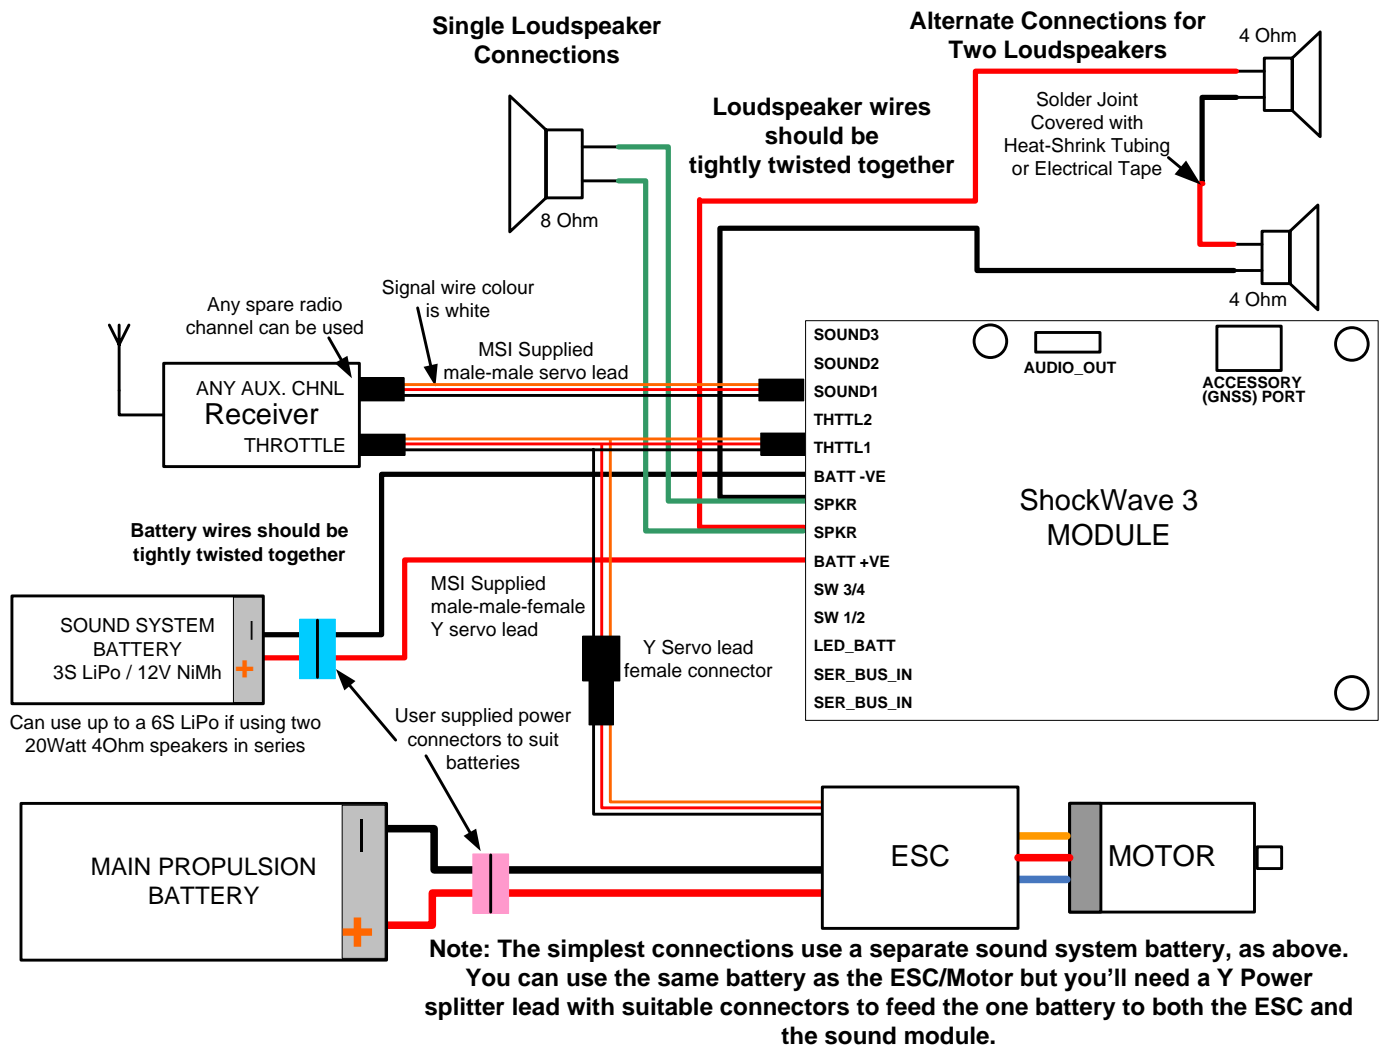 Single Loudspeaker
Connections
Alternate Connections for
Two Loudspeakers
4 Ohm
Loudspeaker wires
should be
tightly twisted together
Solder Joint
Covered with
Heat-Shrink Tubing
or Electrical Tape
8 Ohm
4 Ohm
Signal wire colour
is white
Any spare radio
channel can be used
MSI Supplied
male-male servo lead
ANY AUX. CHNL
Receiver
THROTTLE
SOUND3
SOUND2
SOUND1
THTTL2
THTTL1
BATT -VE
SPKR
SPKR
BATT +VE
SW 3/4
SW 1/2
LED_BATT
SER_BUS_IN
SER_BUS_IN
AUDIO_OUT
ACCESSORY
(GNSS) PORT
ShockWave 3
MODULE
Battery wires should be
tightly twisted together
MSI Supplied
male-male-female
Y servo lead
SOUND SYSTEM
BATTERY
3S LiPo / 12V NiMh
Y Servo lead
female connector
Can use up to a 6S LiPo if using two
20Watt 4Ohm speakers in series
User supplied power
connectors to suit
batteries
MAIN PROPULSION
BATTERY
ESC
MOTOR
Note: The simplest connections use a separate sound system battery, as above.
You can use the same battery as the ESC/Motor but you’ll need a Y Power
splitter lead with suitable connectors to feed the one battery to both the ESC and
the sound module.